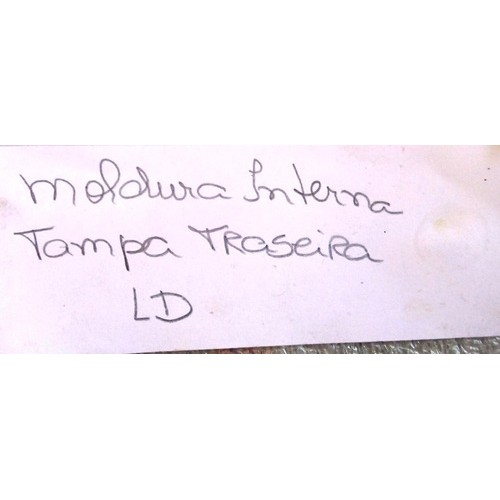 Moldura Interna
Tampa Traseira
LD